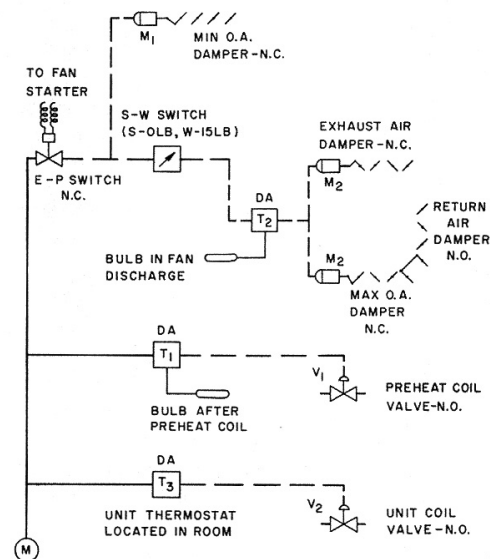 M1
MIN O.A.
DAMPER-N.C.
TO FAN
STARTER
S-W SWITCH
(S-0LB, W-15LB)
E-P SWITCH
N.C.
EXHAUST AIR
DAMPER-N.C.
M2
DA
T2
RETURN
AIR
DAMPER
N.O.
BULB IN FAN
DISCHARGE
M2
MAX O.A.
DAMPER
N.C.
DA
T1
V1
PREHEAT COIL
VALVE-N.O.
BULB AFTER
PREHEAT COIL
DA
T3
V2
UNIT COIL
VALVE-N.O.
UNIT THERMOSTAT
LOCATED IN ROOM
M